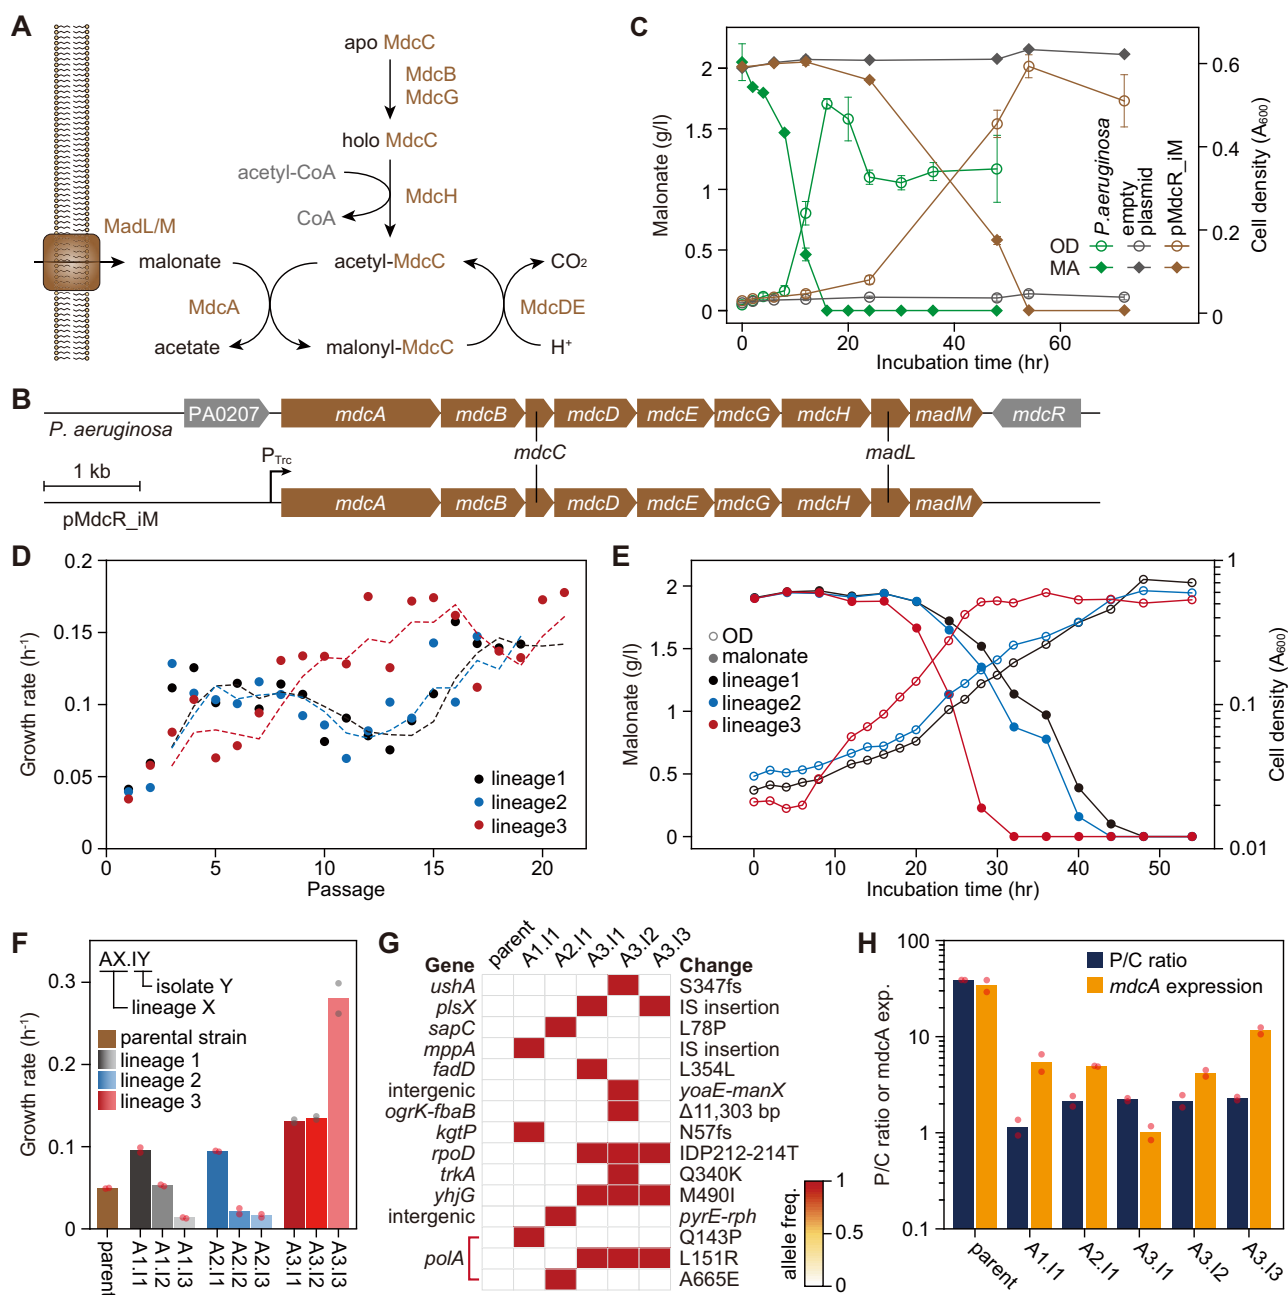 A
apo MdcC
MdcB
MdcG
holo MdcC
acetyl-CoA
MdcH
CoA
MadL/M
malonate
acetyl-MdcC
CO2
MdcA
MdcDE
acetate
malonyl-MdcC
H+
C
Malonate (g/l)
2
1.5
1
0.5
0
0
20
40
60
Incubation time (hr)
0.6
0.4
0.2
0
Cell density (A600)
P.aeruginosa
empty plasmid
pMdcR_iM
OD
MA
B
PA0207
mdcA
mdcB
mdcD
mdcE
mdcG
mdcH
madM
mdcR
P. aeruginosa
mdcC
madL
PTrc
1 kb
mdcA
mdcB
mdcD
mdcE
mdcG
mdcH
madM
pMdcR_iM
D
Growth rate (h-1)
0.2
0.15
0.1
0.05
0
0
5
10
15
20
Passage
lineage1
lineage2
lineage3
E
Malonate (g/l)
2
1.5
1
0.5
0
OD
malonate
lineage1
lineage2
lineage3
0
10
20
30
40
50
Incubation time (hr)
1
0.1
0.01
Cell density (A600)
F
Growth rate (h-1)
0.3
0.2
0.1
0
AX.IY
isolate Y
lineage X
parental strain
lineage 1
lineage 2
lineage 3
parent
A1.I1
A1.I2
A1.I3
A2.I1
A2.I2
A2.I3
A3.I1
A3.I2
A3.I3
G
parent
A1.I1
A2.I1
A3.I1
A3.I2
A3.I3
Gene
Change
ushA
S347fs
plsX
IS insertion
sapC
L78P
mppA
IS insertion
fadD
L354L
intergenic
yoaE-manX
ogrK-fbaB
Δ11,303 bp
kgtP
N57fs
rpoD
IDP212-214T
trkA
Q340K
yhjG
M490I
intergenic
pyrE-rph
Q143P
polA
L151R
A665E
allele freq.
1
0.5
0
H
P/C ratio or mdcA exp.
100
10
1
0.1
P/C ratio
mdcA expression
parent
A1.I1
A2.I1
A3.I1
A3.I2
A3.I3